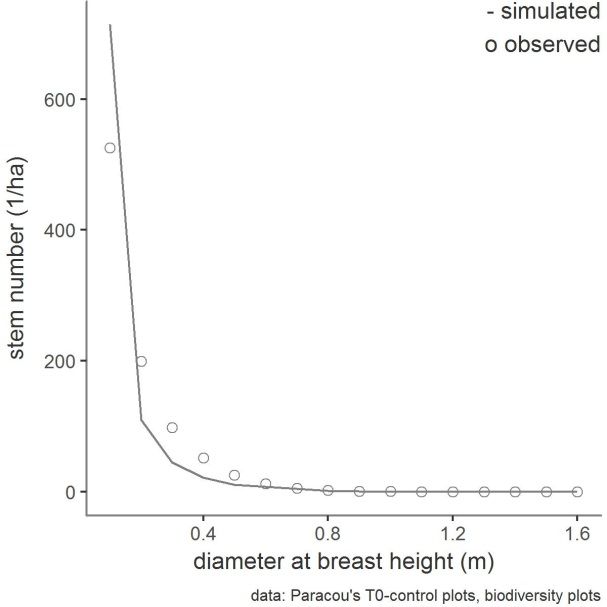 - simulated
o observed
600
400
200
0
stem number (1/ha)
0.4 0.8 1.2 1.6
diameter at breast height (m)
data: Paracou's T0-control plots, biodiversity plots